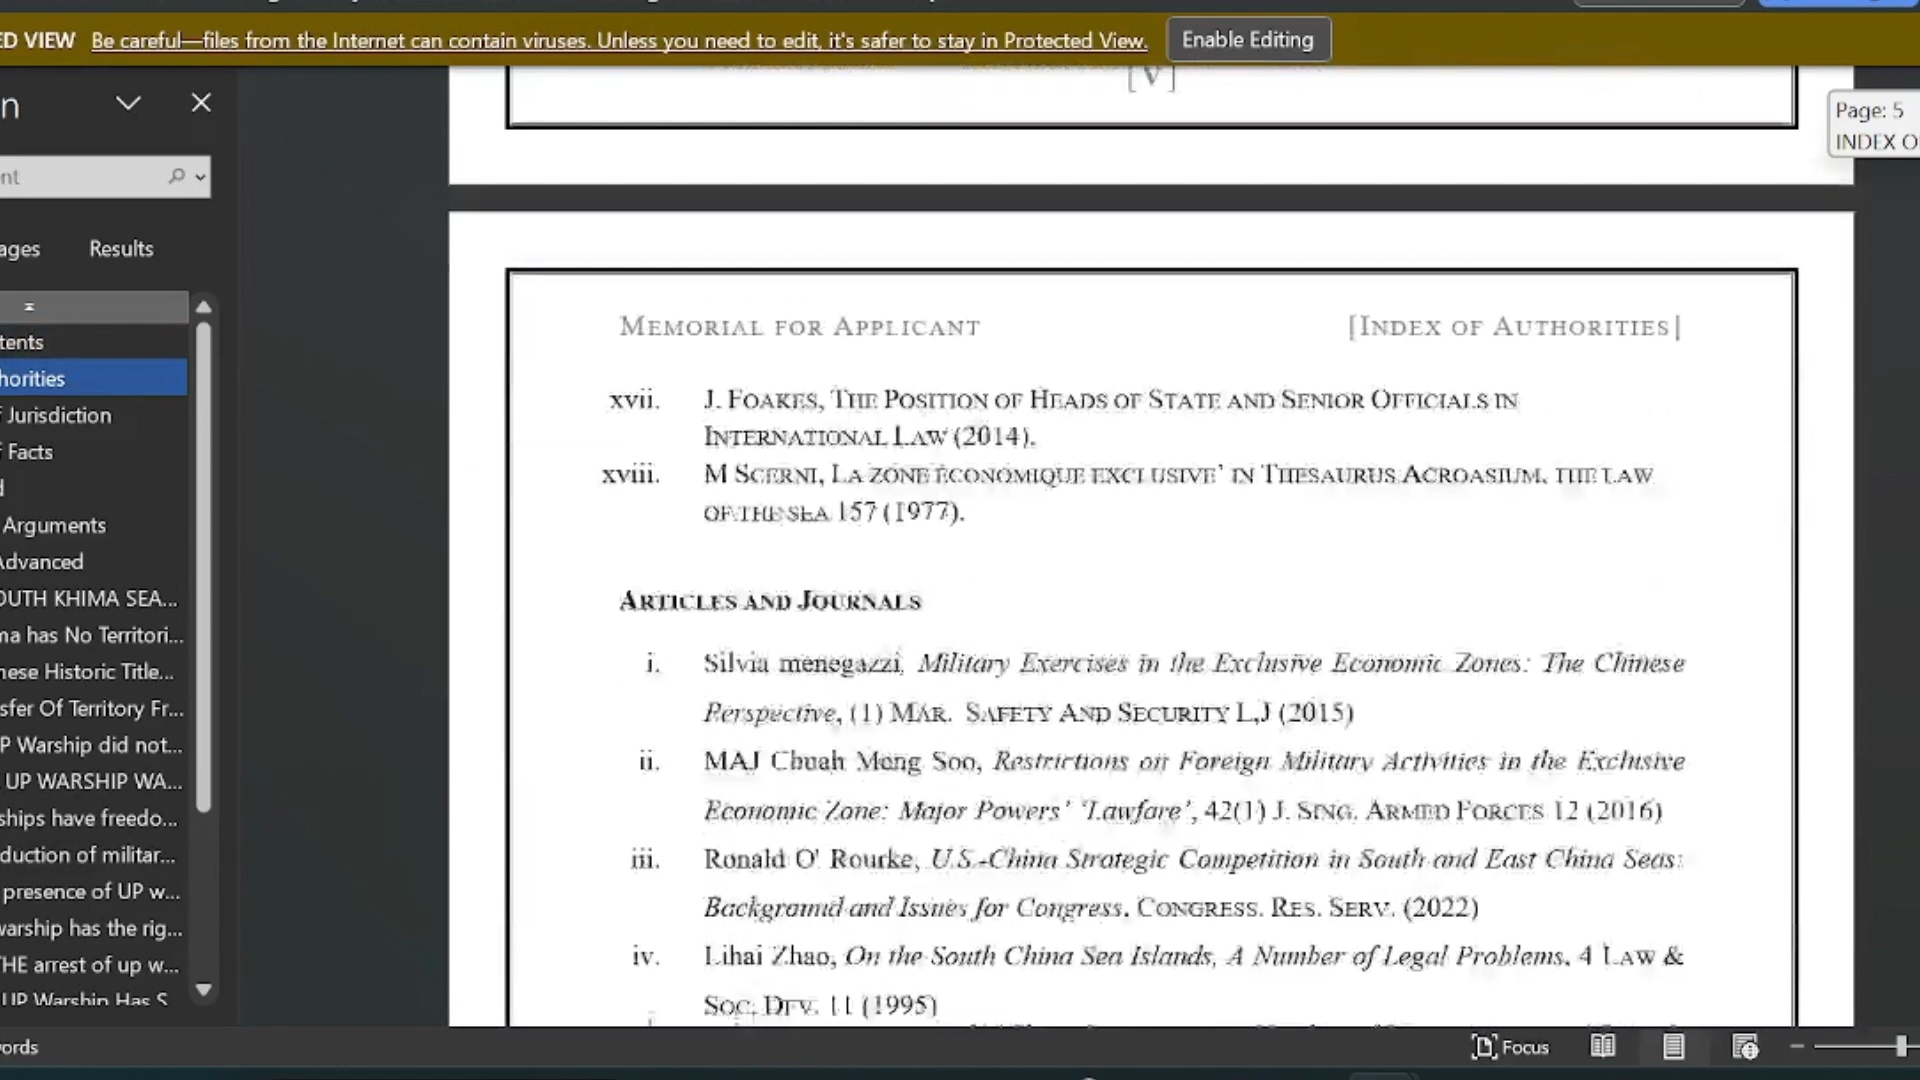 ED VIEW Be careful—files from the Internet can contain viruses. Unless you need to edit, it's safer to stay in Protected View. Enable Editing
[V]
Page: 5
INDEX O
n
nt
ages Results
tents
horities
f Jurisdiction
f Facts
d
Arguments
Advanced
OUTH KHIMA SEA...
ma has No Territori...
nese Historic Title...
sfer Of Territory Fr...
P Warship did not...
UP WARSHIP WA...
ships have freedo...
duction of militar...
presence of UP w...
warship has the rig...
THE arrest of up w...
UP Warship Has S
MEMORIAL FOR APPLICANT [INDEX OF AUTHORITIES]
xvii. J. FOAKES, THE POSITION OF HEADS OF STATE AND SENIOR OFFICIALS IN
INTERNATIONAL LAW (2014).
xviii. M SCERNI, LA ZONE ÉCONOMIQUE EXCLUSIVE' IN THESAURUS ACROASIUM, THE LAW
OF THE SEA 157 (1977).
ARTICLES AND JOURNALS
i. Silvia menegazzi, Military Exercises in the Exclusive Economic Zones: The Chinese
Perspective, (1) MAR. SAFETY AND SECURITY L,J (2015)
ii. MAJ Chuah Meng Soo, Restrictions on Foreign Military Activities in the Exclusive
Economic Zone: Major Powers' 'Lawfare', 42(1) J. SING. ARMED FORCES 12 (2016)
iii. Ronald O' Rourke, U.S.-China Strategic Competition in South and East China Seas:
Background and Issues for Congress, CONGRESS. RES. SERV. (2022)
iv. Lihai Zhao, On the South China Sea Islands, A Number of Legal Problems, 4 LAW &
SOC. DEV. 11 (1995)
ords Focus